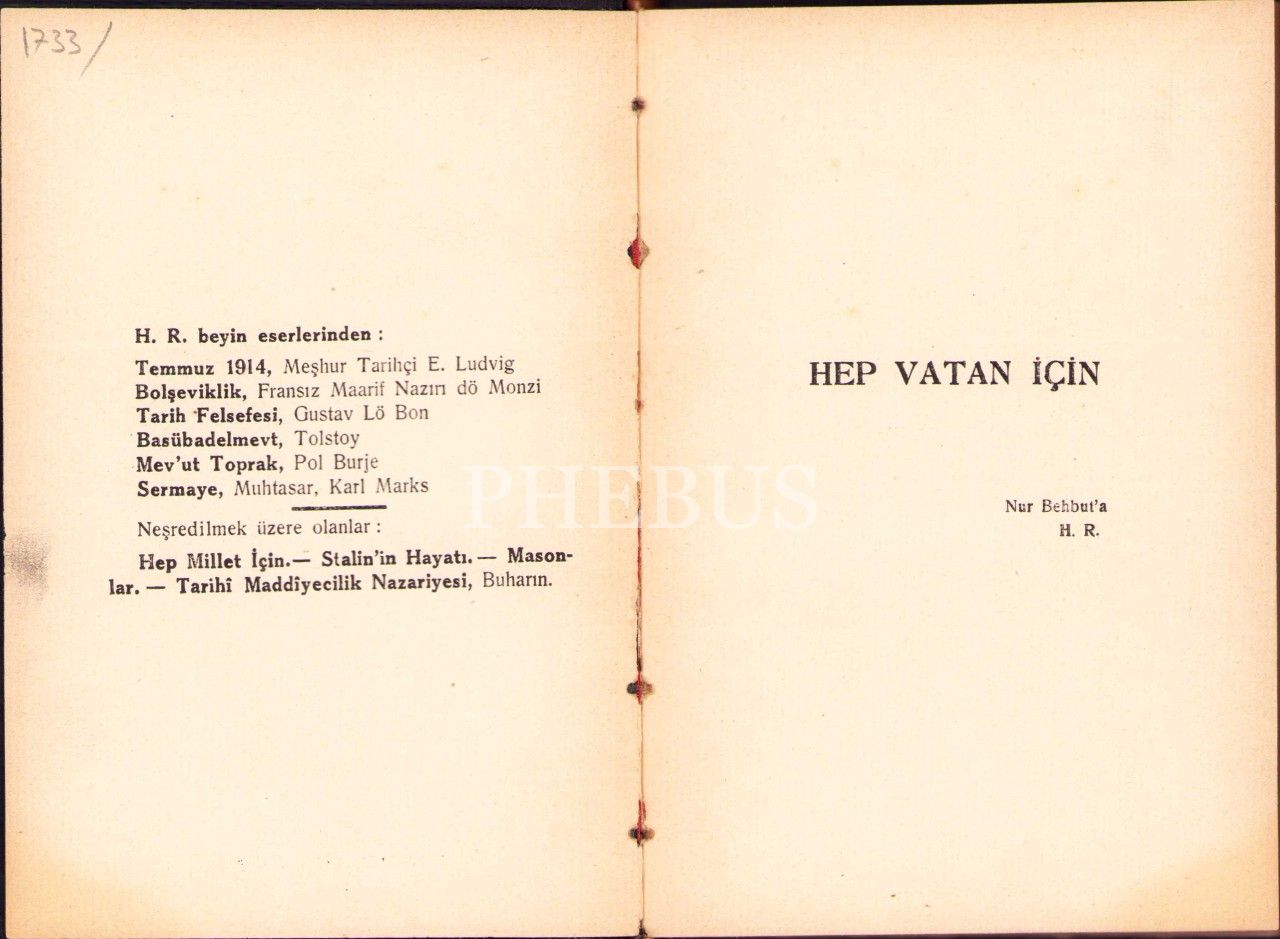 1733/
H. R. beyin eserlerinden :
Temmuz 1914, Meşhur Tarihçi E. Ludvig
Bolşeviklik, Fransız Maarif Nazırı dö Monzi
Tarih Felsefesi, Gustav Lö Bon
Basübadelmevt, Tolstoy
Mev'ut Toprak, Pol Burje
Sermaye, Muhtasar, Karl Marks
Neşredilmek üzere olanlar :
Hep Millet İçin.— Stalin'in Hayatı. — Mason-
lar. — Tarihî Maddîyecilik Nazariyesi, Buharın.
HEP VATAN İÇİN
Nur Behbut'a
H. R.
PHEBUS